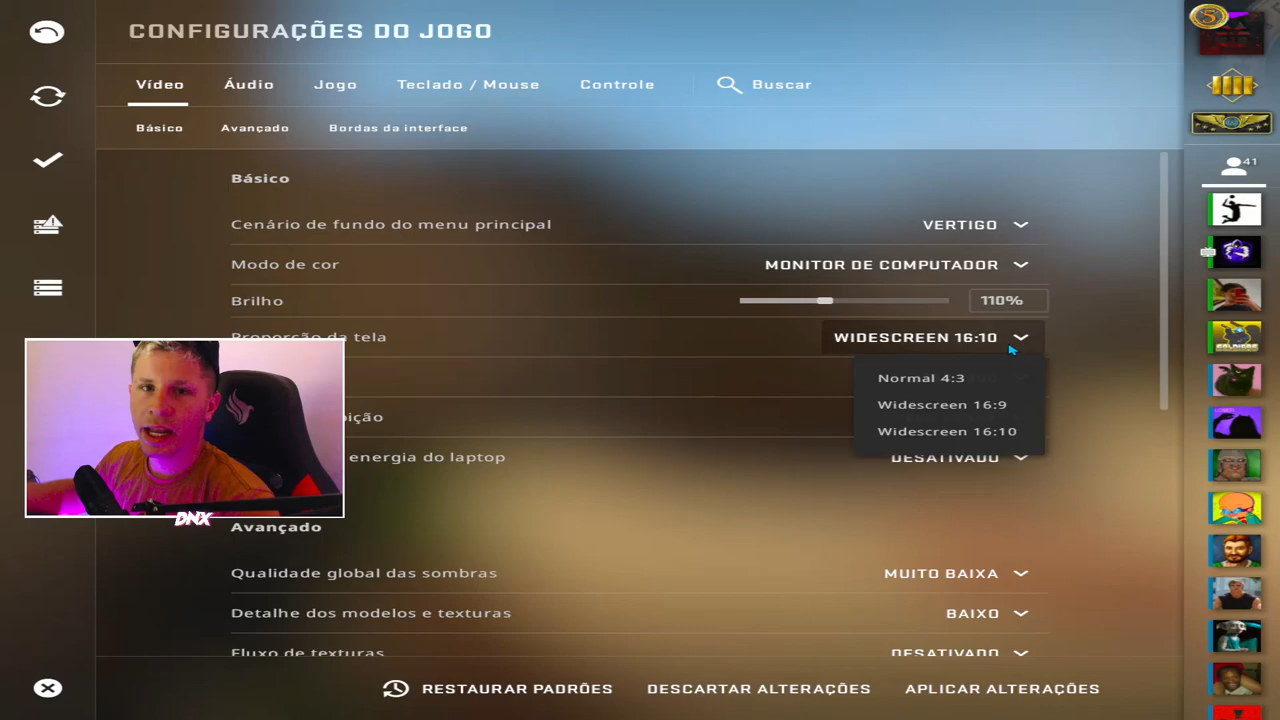 CONFIGURAÇÕES DO JOGO
Vídeo Áudio Jogo Teclado / Mouse Controle Buscar
Básico Avançado Bordas da interface
41
Básico
Cenário de fundo do menu principal VERTIGO
Modo de cor MONITOR DE COMPUTADOR
Brilho 110%
Proporção da tela WIDESCREEN 16:10
Normal 4:3
Widescreen 16:9
ição
Widescreen 16:10
energia do laptop DESATIVADO
DNX
Avançado
Qualidade global das sombras MUITO BAIXA
Detalhe dos modelos e texturas BAIXO
Fluxo de texturas DESATIVADO
RESTAURAR PADRÕES DESCARTAR ALTERAÇÕES APLICAR ALTERAÇÕES